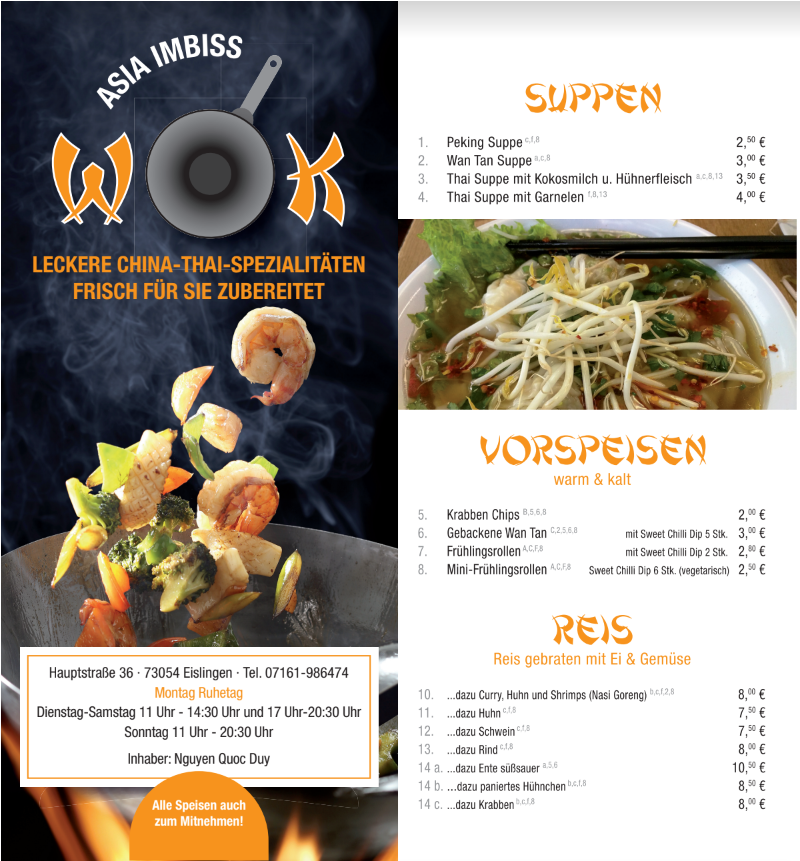 ASIA IMBISS
WOK
LECKERE CHINA-THAI-SPEZIALITÄTEN
FRISCH FÜR SIE ZUBEREITET
Hauptstraße 36 · 73054 Eislingen · Tel. 07161-986474
Montag Ruhetag
Dienstag-Samstag 11 Uhr - 14:30 Uhr und 17 Uhr-20:30 Uhr
Sonntag 11 Uhr - 20:30 Uhr
Inhaber: Nguyen Quoc Duy
Alle Speisen auch
zum Mitnehmen!
SUPPEN
1. Peking Suppe c,f,8 2,50 €
2. Wan Tan Suppe a,c,8 3,00 €
3. Thai Suppe mit Kokosmilch u. Hühnerfleisch a,c,8,13 3,50 €
4. Thai Suppe mit Garnelen f,8,13 4,00 €
VORSPEISEN
warm & kalt
5. Krabben Chips B,5,6,8 2,00 €
6. Gebackene Wan Tan C,2,5,6,8 mit Sweet Chilli Dip 5 Stk. 3,00 €
7. Frühlingsrollen A,C,F,8 mit Sweet Chilli Dip 2 Stk. 2,80 €
8. Mini-Frühlingsrollen A,C,F,8 Sweet Chilli Dip 6 Stk. (vegetarisch) 2,50 €
REIS
Reis gebraten mit Ei & Gemüse
10. ...dazu Curry, Huhn und Shrimps (Nasi Goreng) b,c,f,2,8 8,00 €
11. ...dazu Huhn c,f,8 7,50 €
12. ...dazu Schwein c,f,8 7,50 €
13. ...dazu Rind c,f,8 8,00 €
14 a. ...dazu Ente süßsauer a,5,6 10,50 €
14 b. ...dazu paniertes Hühnchen b,c,f,8 8,50 €
14 c. ...dazu Krabben b,c,f,8 8,00 €